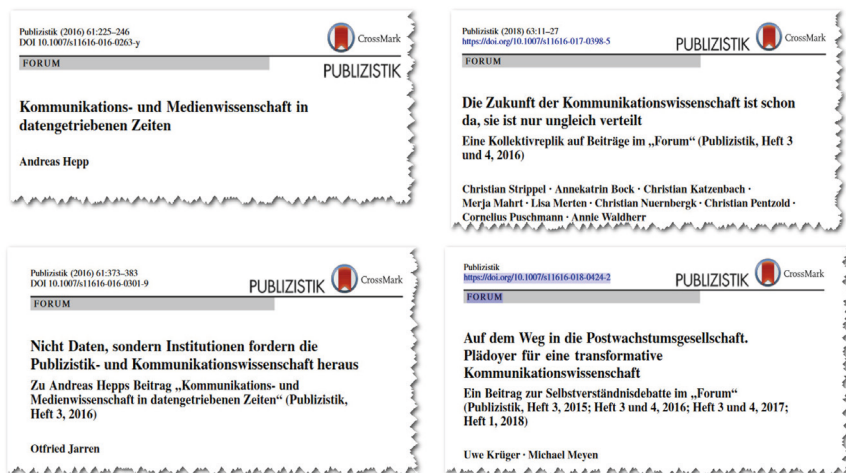 Publizistik (2016) 61:225–246
DOI 10.1007/s11616-016-0263-y
CrossMark
FORUM
PUBLIZISTIK
Kommunikations- und Medienwissenschaft in
datengetriebenen Zeiten
Andreas Hepp
Publizistik (2018) 63:11–27
https://doi.org/10.1007/s11616-017-0398-5
PUBLIZISTIK
CrossMark
FORUM
Die Zukunft der Kommunikationswissenschaft ist schon
da, sie ist nur ungleich verteilt
Eine Kollektivreplik auf Beiträge im „Forum“ (Publizistik, Heft 3
und 4, 2016)
Christian Strippel · Annekatrin Bock · Christian Katzenbach ·
Merja Mahrt · Lisa Merten · Christian Nuernbergk · Christian Pentzold ·
Cornelius Puschmann · Annie Waldherr
Publizistik (2016) 61:373–383
DOI 10.1007/s11616-016-0301-9
PUBLIZISTIK
CrossMark
FORUM
Nicht Daten, sondern Institutionen fordern die
Publizistik- und Kommunikationswissenschaft heraus
Zu Andreas Hepps Beitrag „Kommunikations- und
Medienwissenschaft in datengetriebenen Zeiten“ (Publizistik,
Heft 3, 2016)
Otfried Jarren
Publizistik
https://doi.org/10.1007/s11616-018-0424-2
PUBLIZISTIK
CrossMark
FORUM
Auf dem Weg in die Postwachstumsgesellschaft.
Plädoyer für eine transformative
Kommunikationswissenschaft
Ein Beitrag zur Selbstverständnisdebatte im „Forum“
(Publizistik, Heft 3, 2015; Heft 3 und 4, 2016; Heft 3 und 4, 2017;
Heft 1, 2018)
Uwe Krüger · Michael Meyen